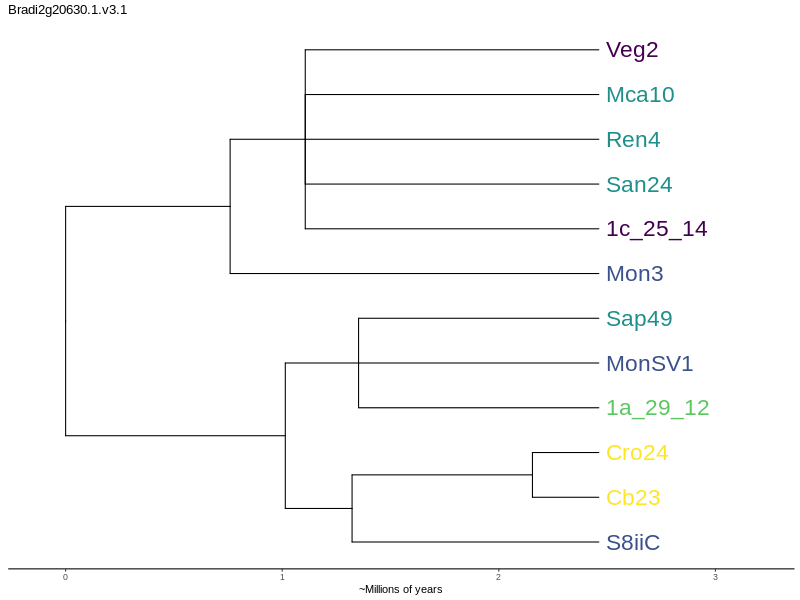 Bradi2g20630.1.v3.1
Veg2
Mca10
Ren4
San24
1c_25_14
Mon3
Sap49
MonSV1
1a_29_12
Cro24
Cb23
S8iiC
0 1 2 3
~Millions of years